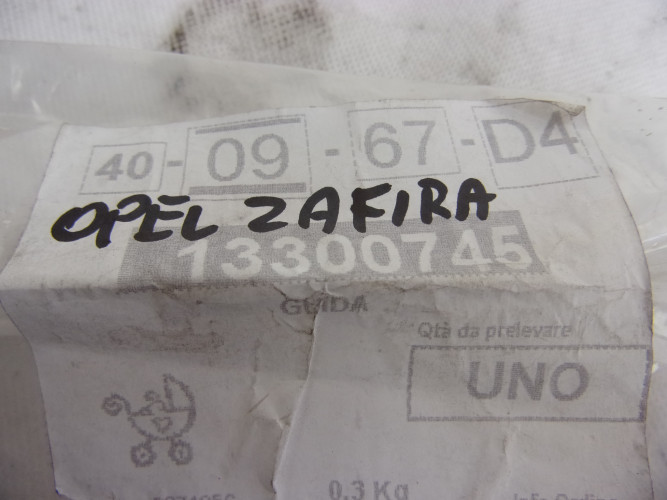 40 - 09 - 67 - D4
OPEL ZAFIRA
13300745
GUIDA
Qtà da prelevare
UNO
0.3 Kg